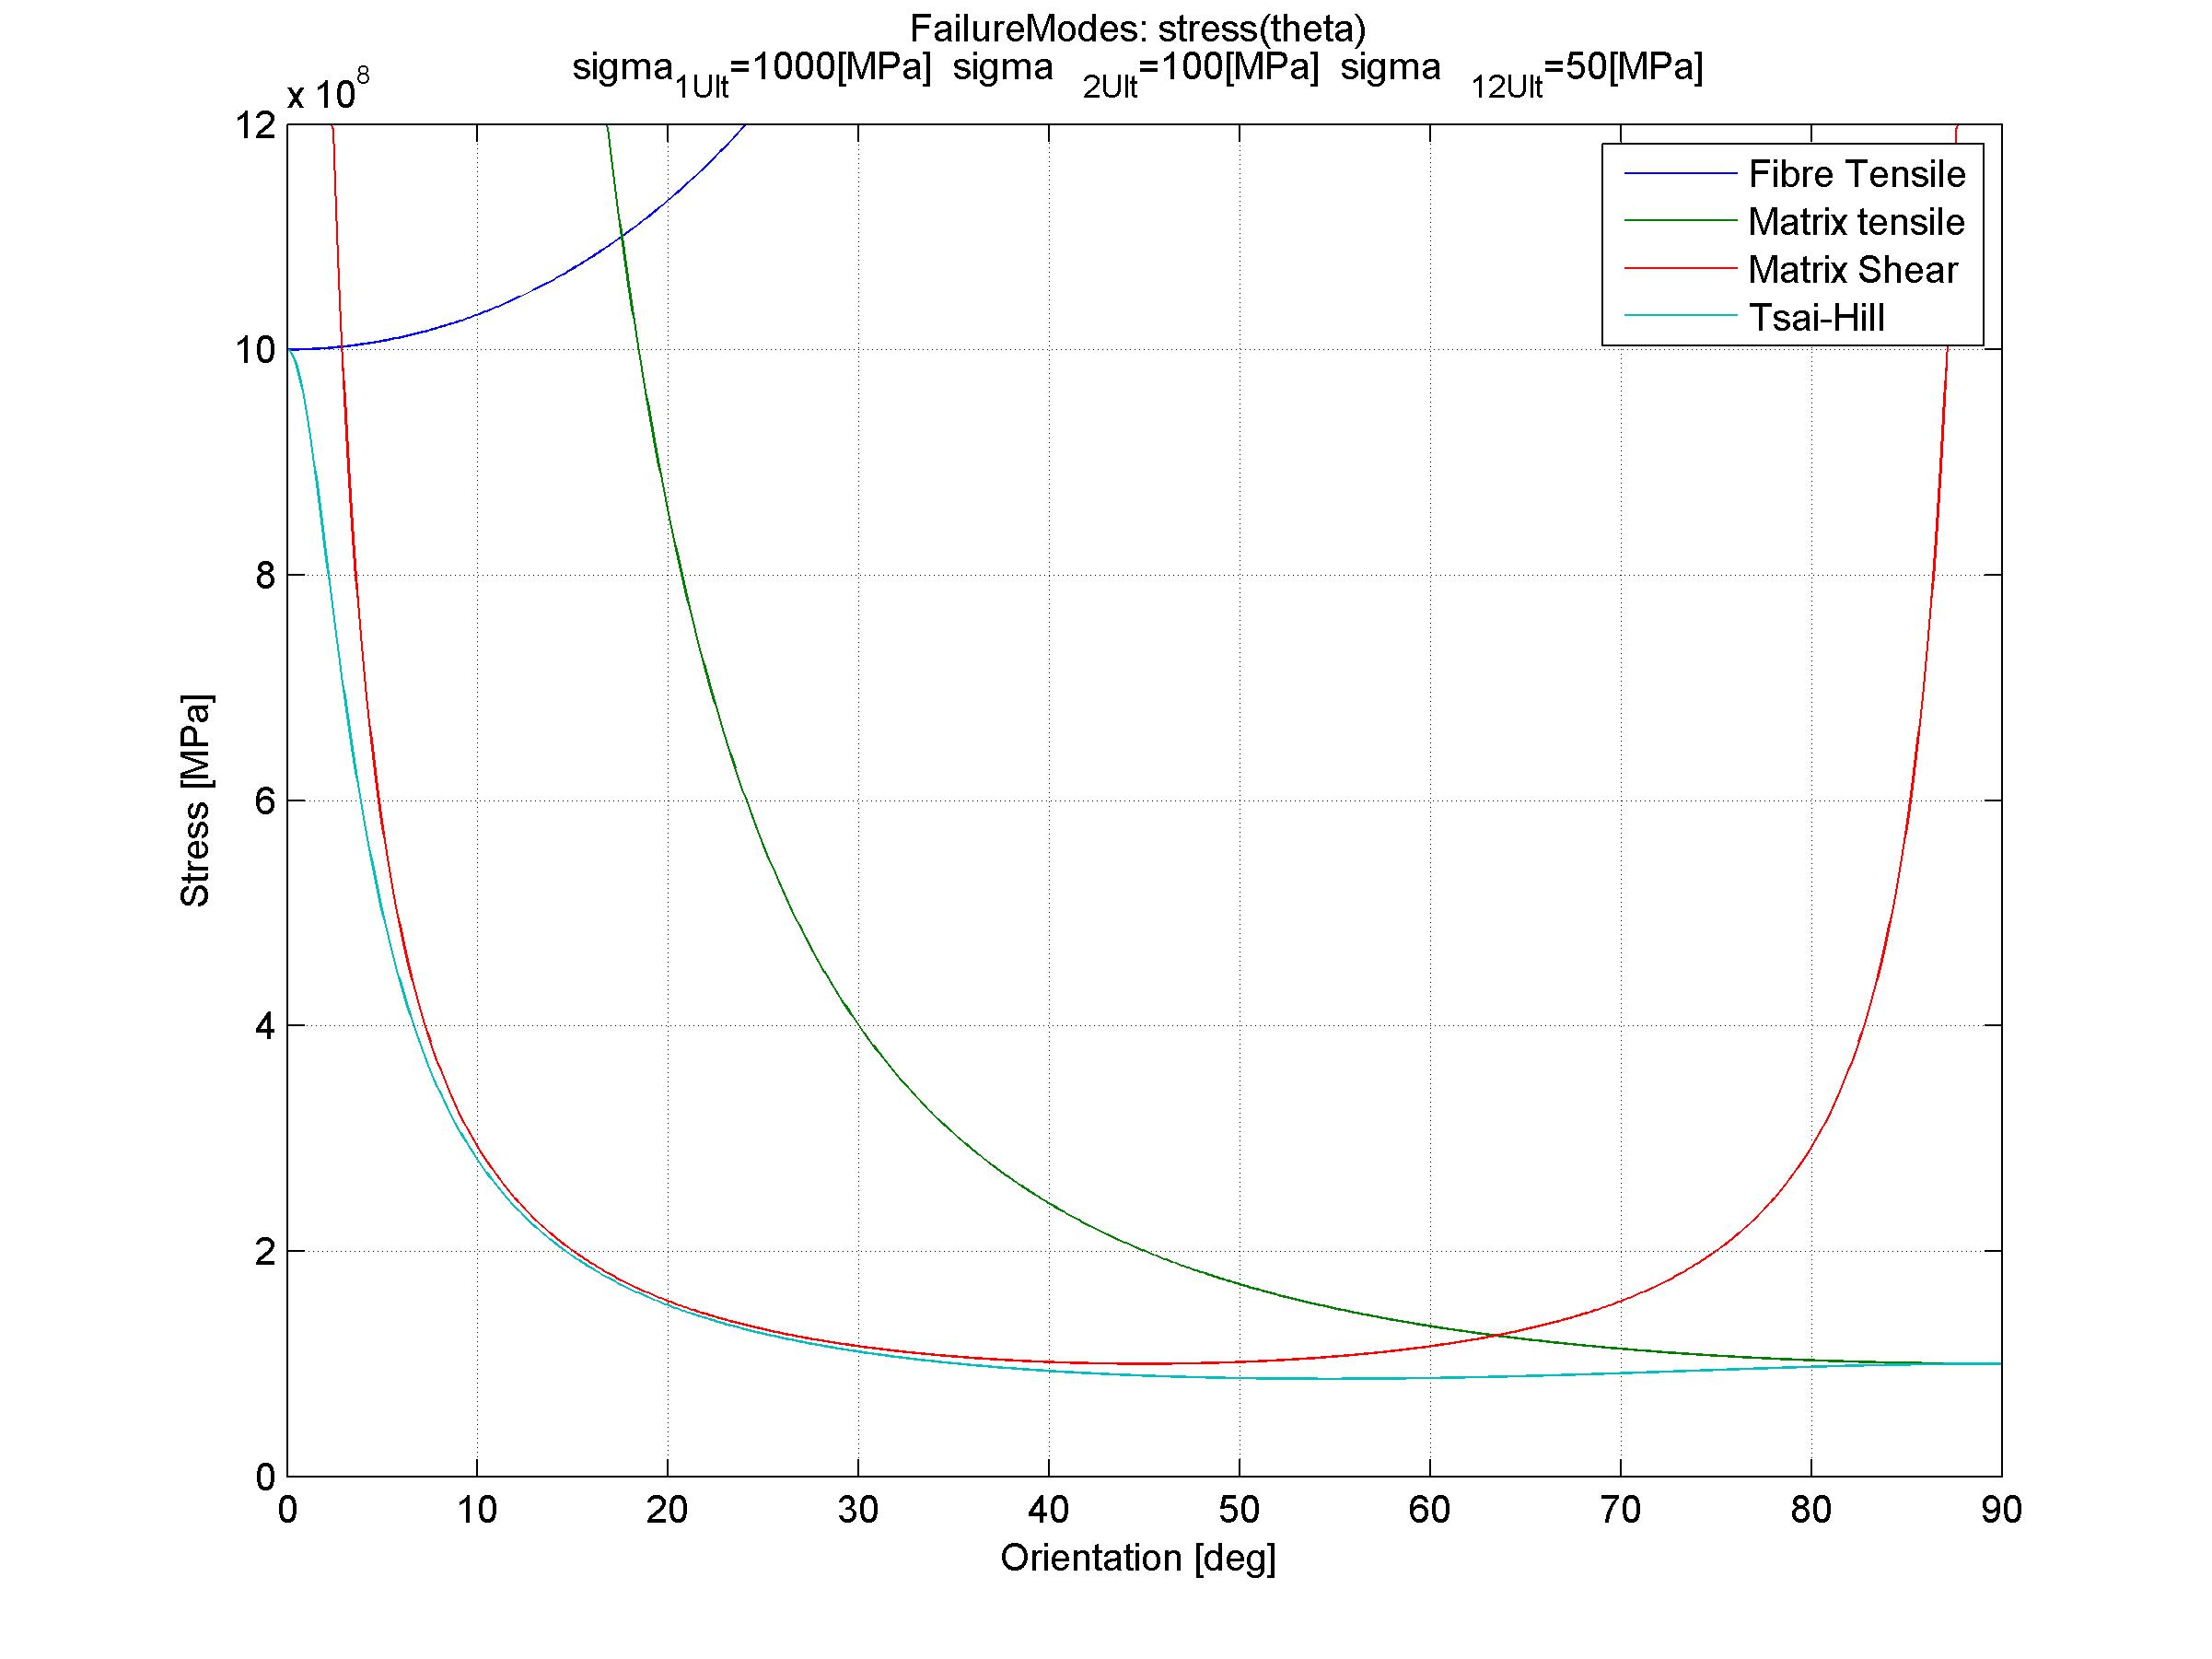 FailureModes: stress(theta)
sigma1Ult=1000[MPa] sigma 2Ult=100[MPa] sigma 12Ult=50[MPa]
x 10^8
12
10
8
6
4
2
0
Stress [MPa]
Fibre Tensile
Matrix tensile
Matrix Shear
Tsai-Hill
0 10 20 30 40 50 60 70 80 90
Orientation [deg]